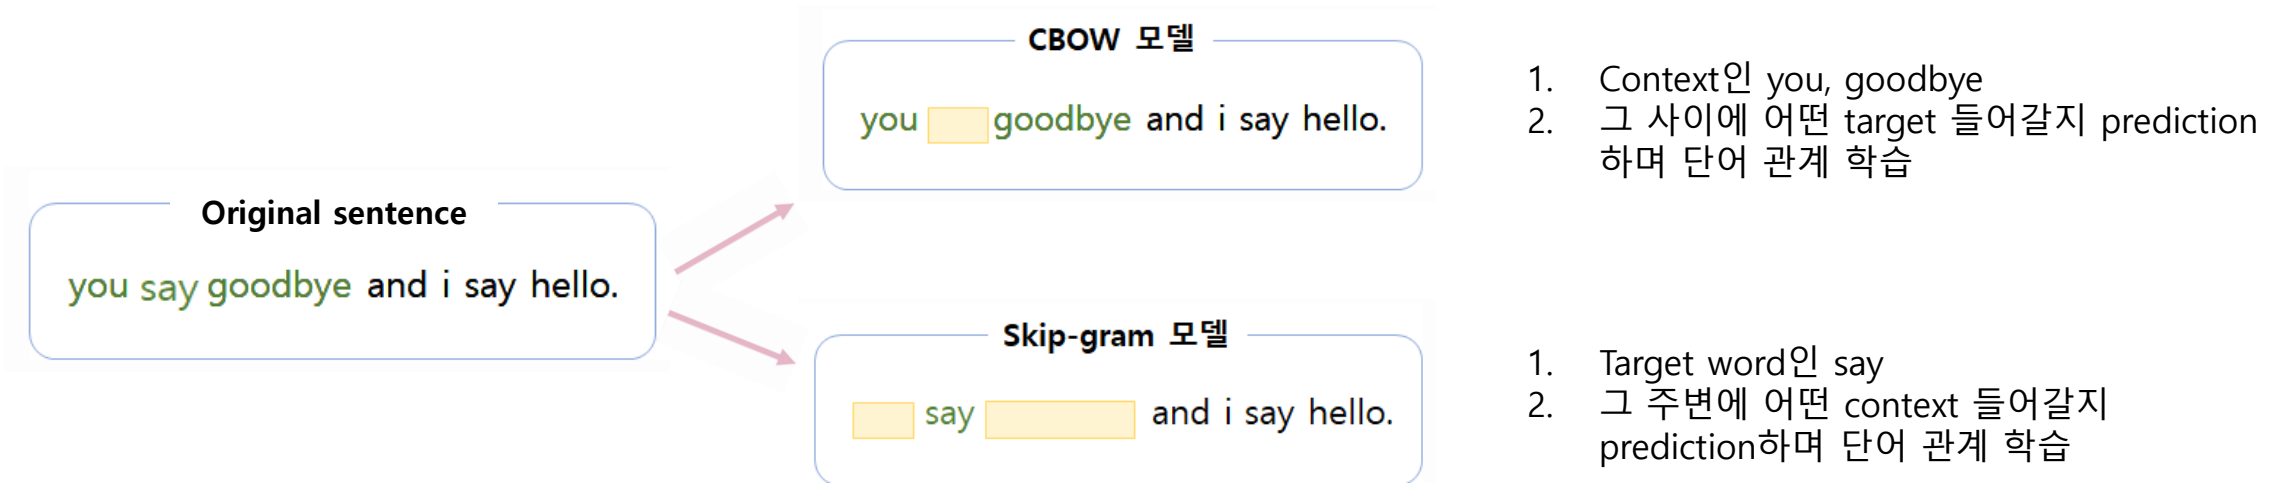 Original sentence
you say goodbye and i say hello.
CBOW 모델
you goodbye and i say hello.
1. Context인 you, goodbye
2. 그 사이에 어떤 target 들어갈지 prediction
하며 단어 관계 학습
Skip-gram 모델
say and i say hello.
1. Target word인 say
2. 그 주변에 어떤 context 들어갈지
prediction하며 단어 관계 학습